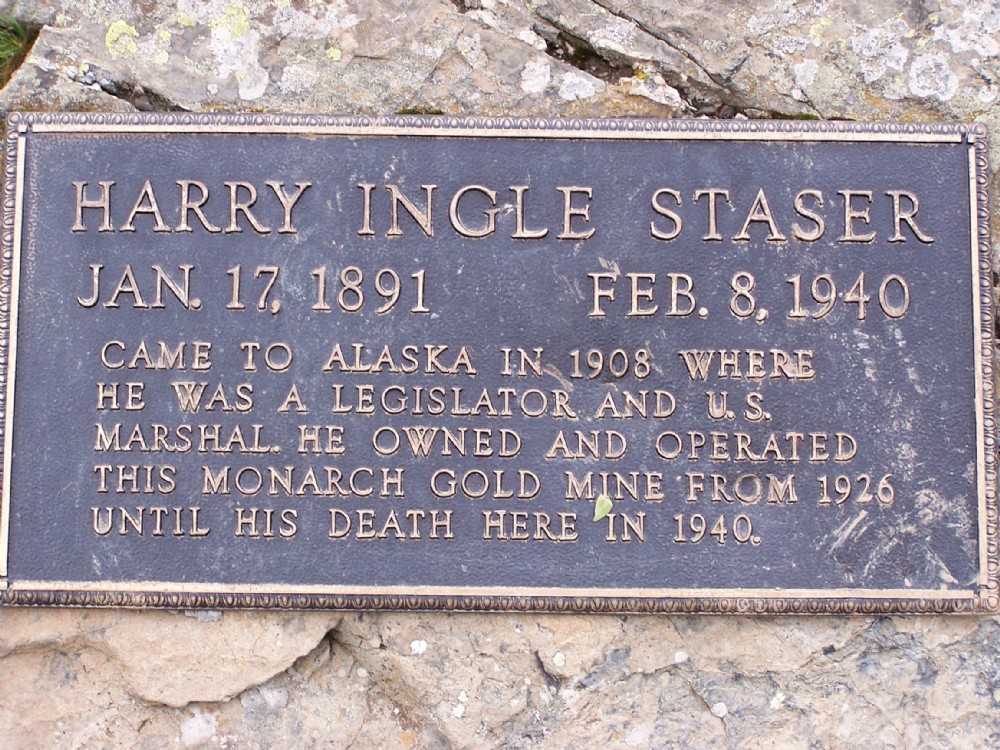 HARRY INGLE STASER
JAN. 17, 1891 FEB. 8, 1940
CAME TO ALASKA IN 1908 WHERE
HE WAS A LEGISLATOR AND U.S.
MARSHAL. HE OWNED AND OPERATED
THIS MONARCH GOLD MINE FROM 1926
UNTIL HIS DEATH HERE IN 1940.